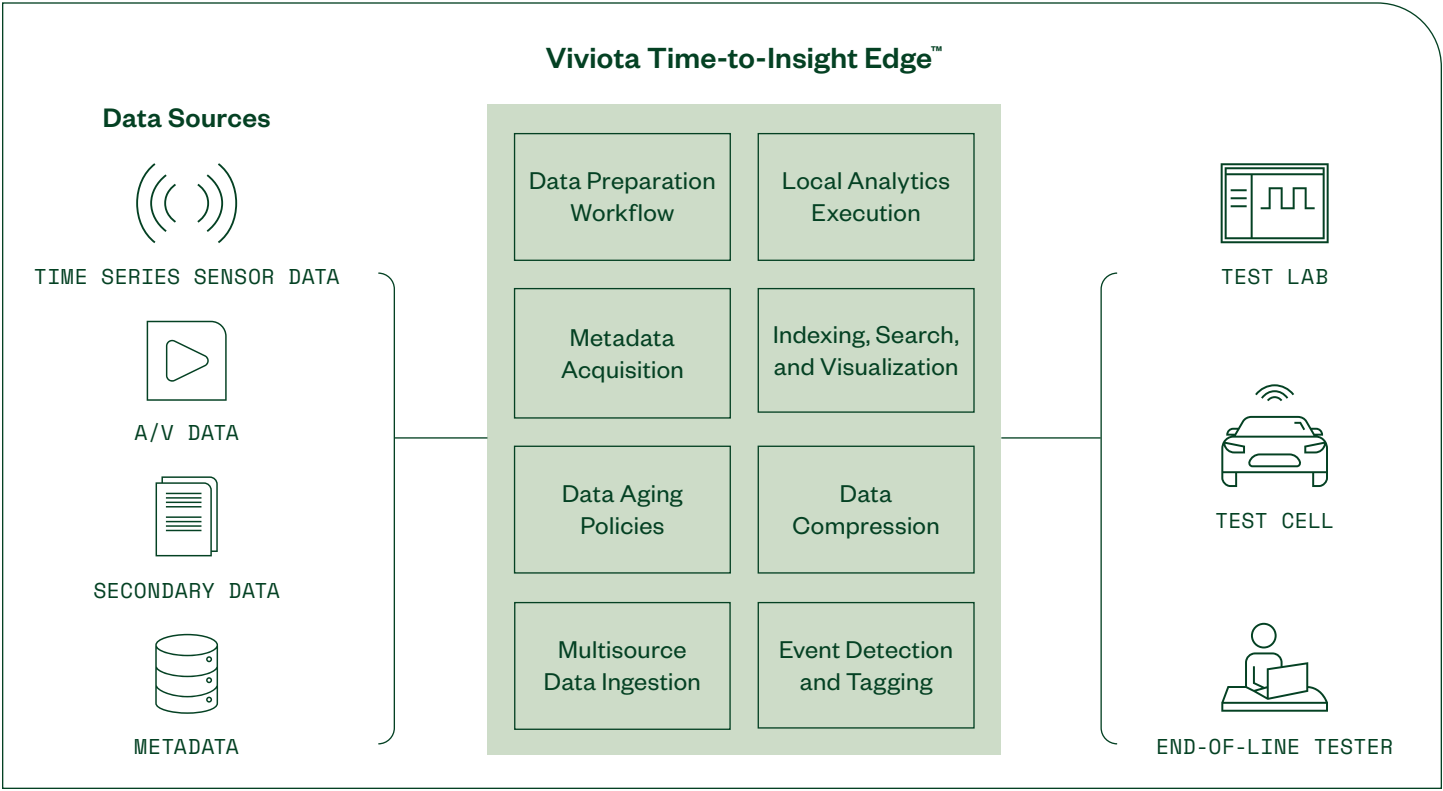 Viviota Time-to-Insight Edge™
Data Sources
TIME SERIES SENSOR DATA
A/V DATA
SECONDARY DATA
METADATA
Data Preparation
Workflow
Local Analytics
Execution
Metadata
Acquisition
Indexing, Search,
and Visualization
Data Aging
Policies
Data
Compression
Multisource
Data Ingestion
Event Detection
and Tagging
TEST LAB
TEST CELL
END-OF-LINE TESTER